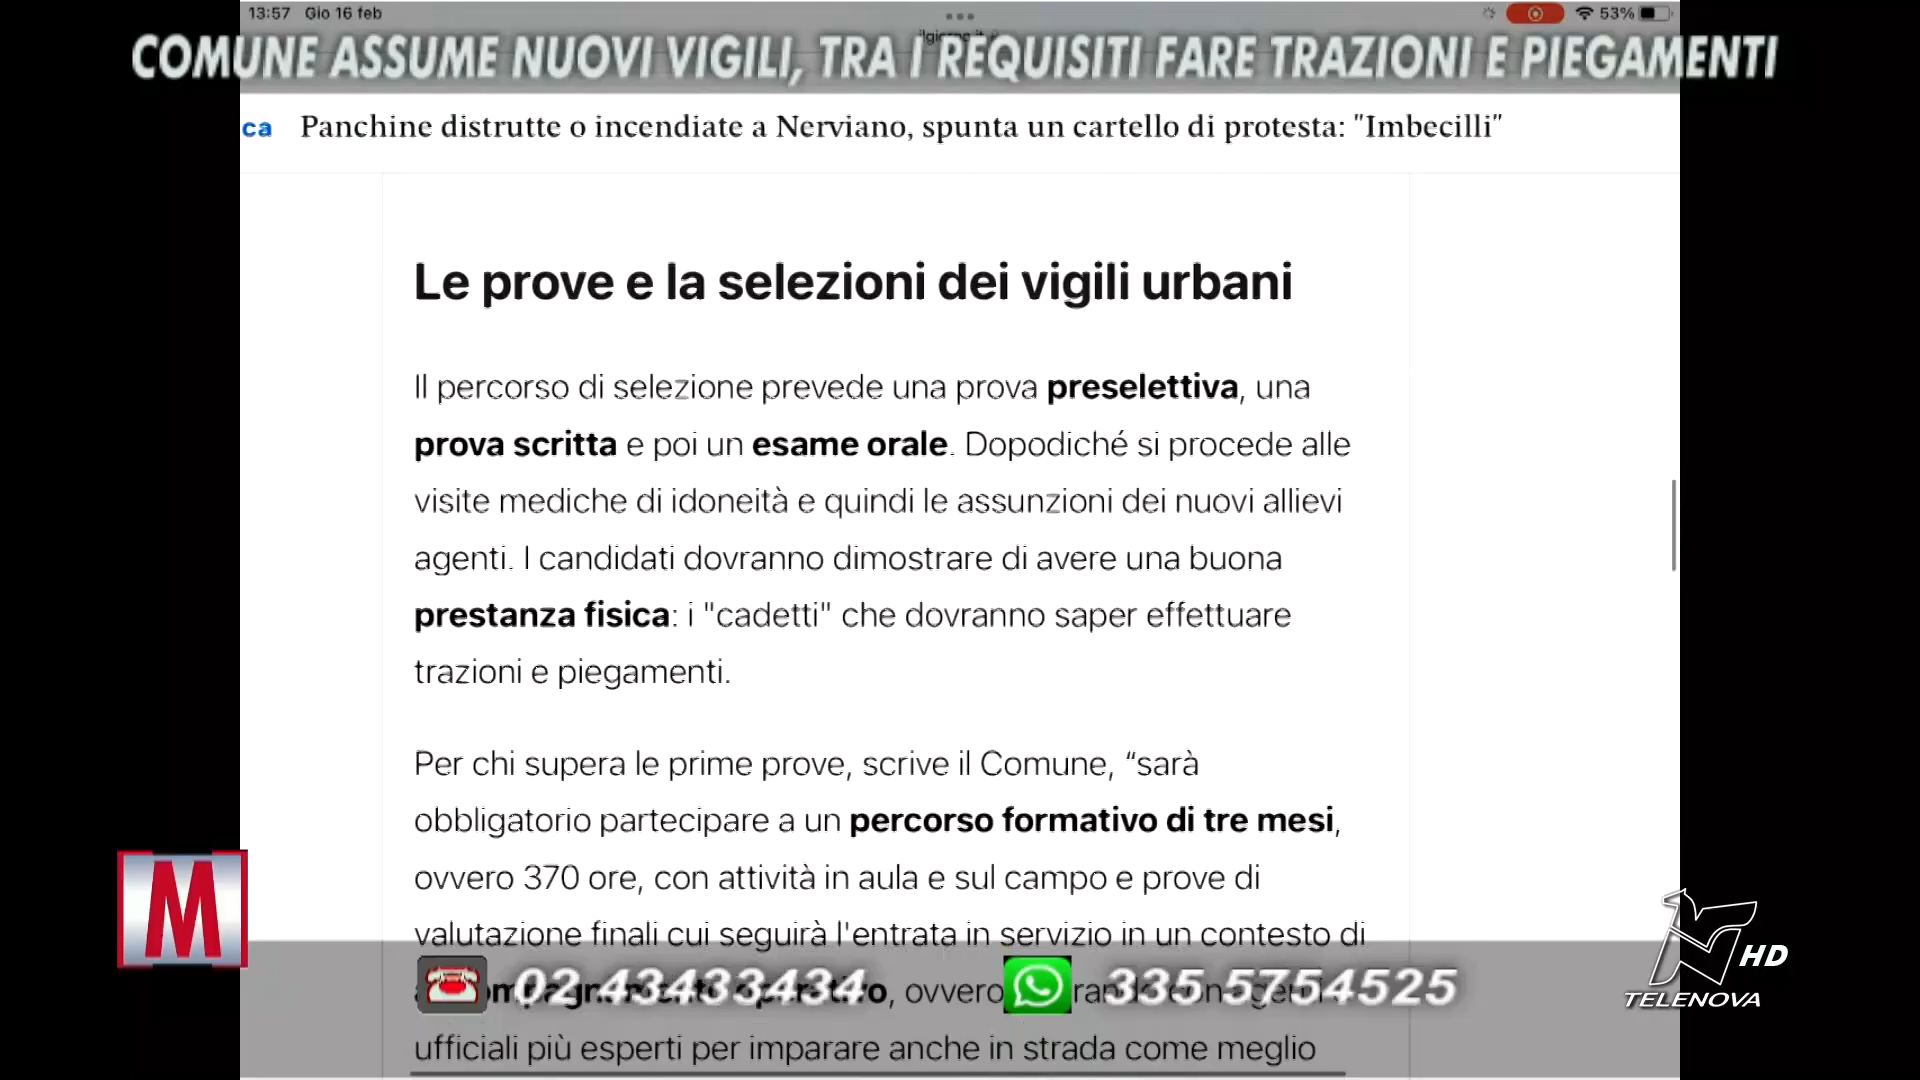 13:57 Gio 16 feb
53%
COMUNE ASSUME NUOVI VIGILI, TRA I REQUISITI FARE TRAZIONI E PIEGAMENTI
ca Panchine distrutte o incendiate a Nerviano, spunta un cartello di protesta: "Imbecilli"
Le prove e la selezioni dei vigili urbani
Il percorso di selezione prevede una prova preselettiva, una
prova scritta e poi un esame orale. Dopodiché si procede alle
visite mediche di idoneità e quindi le assunzioni dei nuovi allievi
agenti. I candidati dovranno dimostrare di avere una buona
prestanza fisica: i "cadetti" che dovranno saper effettuare
trazioni e piegamenti.
Per chi supera le prime prove, scrive il Comune, “sarà
obbligatorio partecipare a un percorso formativo di tre mesi,
ovvero 370 ore, con attività in aula e sul campo e prove di
valutazione finali cui seguirà l'entrata in servizio in un contesto di
ovvero
ufficiali più esperti per imparare anche in strada come meglio
M
02 43433434
335 5754525
HD
TELENOVA